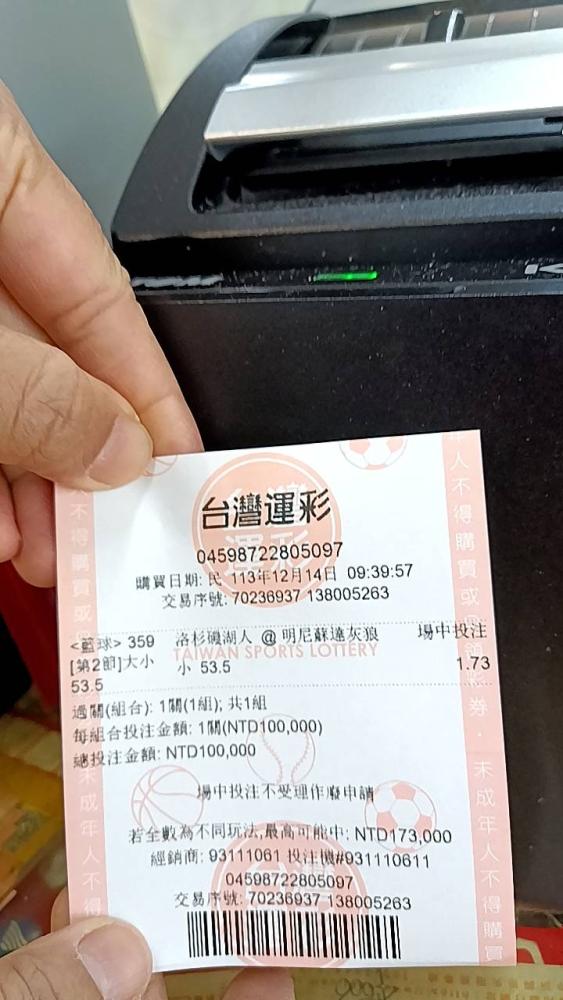 台灣運彩
04598722805097
購買日期: 民 113年12月14日 09:39:57
交易序號: 70236937 138005263
<籃球> 359 洛杉磯湖人 @ 明尼蘇達灰狼 場中投注
TAIWAN SPORTS LOTTERY
[第2節]大小 小 53.5 1.73
53.5
過關(組合): 1關(1組); 共1組
每組合投注金額: 1關(NTD100,000)
總投注金額: NTD100,000
場中投注不受理作廢申請
若全數為不同玩法,最高可能中: NTD173,000
經銷商: 93111061 投注機#931110611
04598722805097
交易序號: 70236937 138005263
未成年人不得
人不得購買或
券．未成年人不得購買